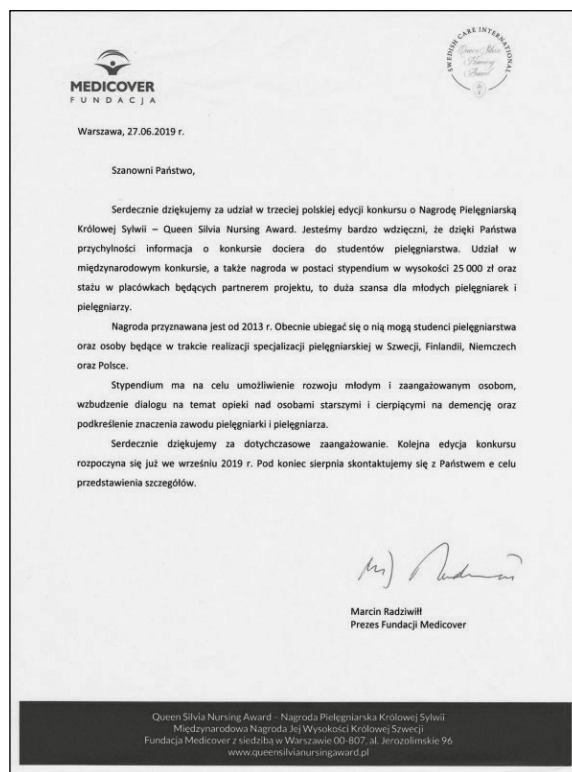 MEDICOVER
FUNDACJA
SWEDISH CARE INTERNATIONAL
Queen Silvia
Nursing
Award
Warszawa, 27.06.2019 r.
Szanowni Państwo,
Serdecznie dziękujemy za udział w trzeciej polskiej edycji konkursu o Nagrodę Pielęgniarską
Królowej Sylwii – Queen Silvia Nursing Award. Jesteśmy bardzo wdzięczni, że dzięki Państwa
przychylności informacja o konkursie dociera do studentów pielęgniarstwa. Udział w
międzynarodowym konkursie, a także nagroda w postaci stypendium w wysokości 25 000 zł oraz
stażu w placówkach będących partnerem projektu, to duża szansa dla młodych pielęgniarek i
pielęgniarzy.
Nagroda przyznawana jest od 2013 r. Obecnie ubiegać się o nią mogą studenci pielęgniarstwa
oraz osoby będące w trakcie realizacji specjalizacji pielęgniarskiej w Szwecji, Finlandii, Niemczech
oraz Polsce.
Stypendium ma na celu umożliwienie rozwoju młodym i zaangażowanym osobom,
wzbudzenie dialogu na temat opieki nad osobami starszymi i cierpiącymi na demencję oraz
podkreślenie znaczenia zawodu pielęgniarki i pielęgniarza.
Serdecznie dziękujemy za dotychczasowe zaangażowanie. Kolejna edycja konkursu
rozpoczyna się już we wrześniu 2019 r. Pod koniec sierpnia skontaktujemy się z Państwem e celu
przedstawienia szczegółów.
Marcin Radziwiłł
Prezes Fundacji Medicover
Queen Silvia Nursing Award – Nagroda Pielęgniarska Królowej Sylwii
Międzynarodowa Nagroda Jej Wysokości Królowej Szwecji
Fundacja Medicover z siedzibą w Warszawie 00-807, al. Jerozolimskie 96
www.queensilvianursingaward.pl